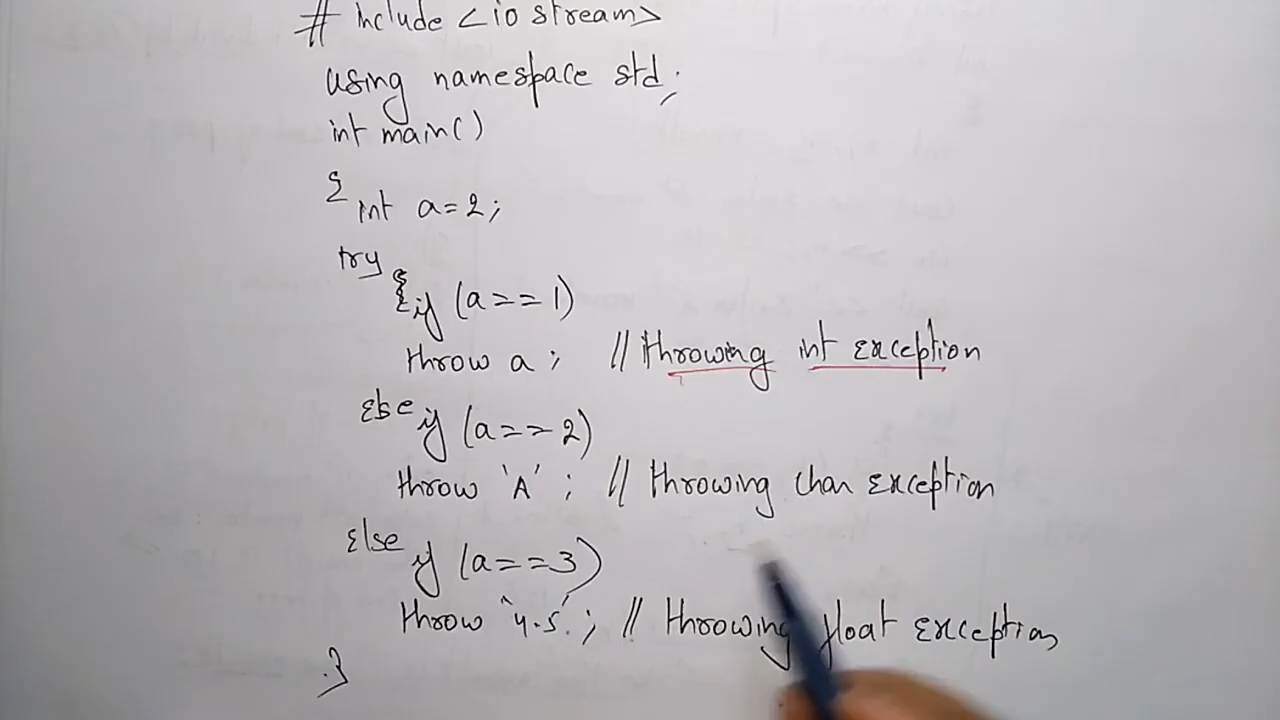 # include <iostream>
using namespace std;
int main()
{ int a=2;
try
{ if (a==1)
throw a; // throwing int exception
Else if (a==2)
throw 'A'; // throwing char exception
Else if (a==3)
throw '4.5'; // throwing float exception
}